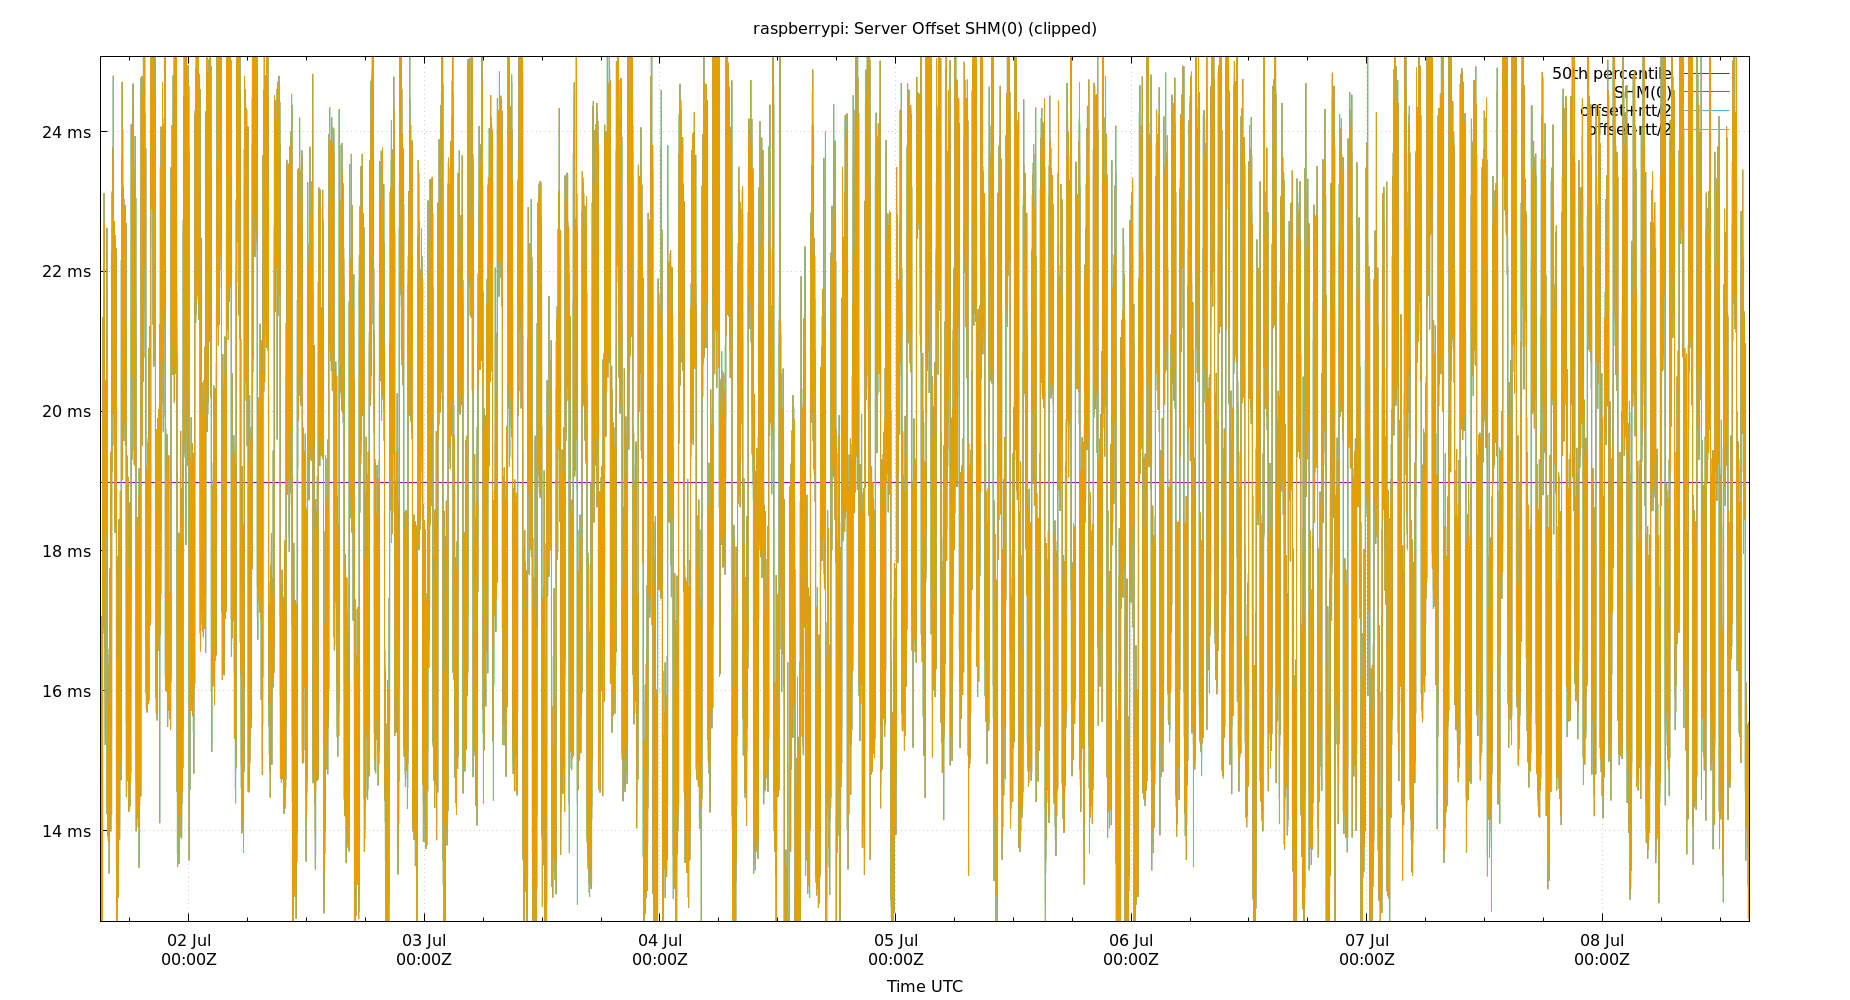 raspberrypi: Server Offset SHM(0) (clipped)
50th percentile
SHM(0)
offset+rtt/2
offset-rtt/2
24 ms
22 ms
20 ms
18 ms
16 ms
14 ms
02 Jul
00:00Z
03 Jul
00:00Z
04 Jul
00:00Z
05 Jul
00:00Z
06 Jul
00:00Z
07 Jul
00:00Z
08 Jul
00:00Z
Time UTC